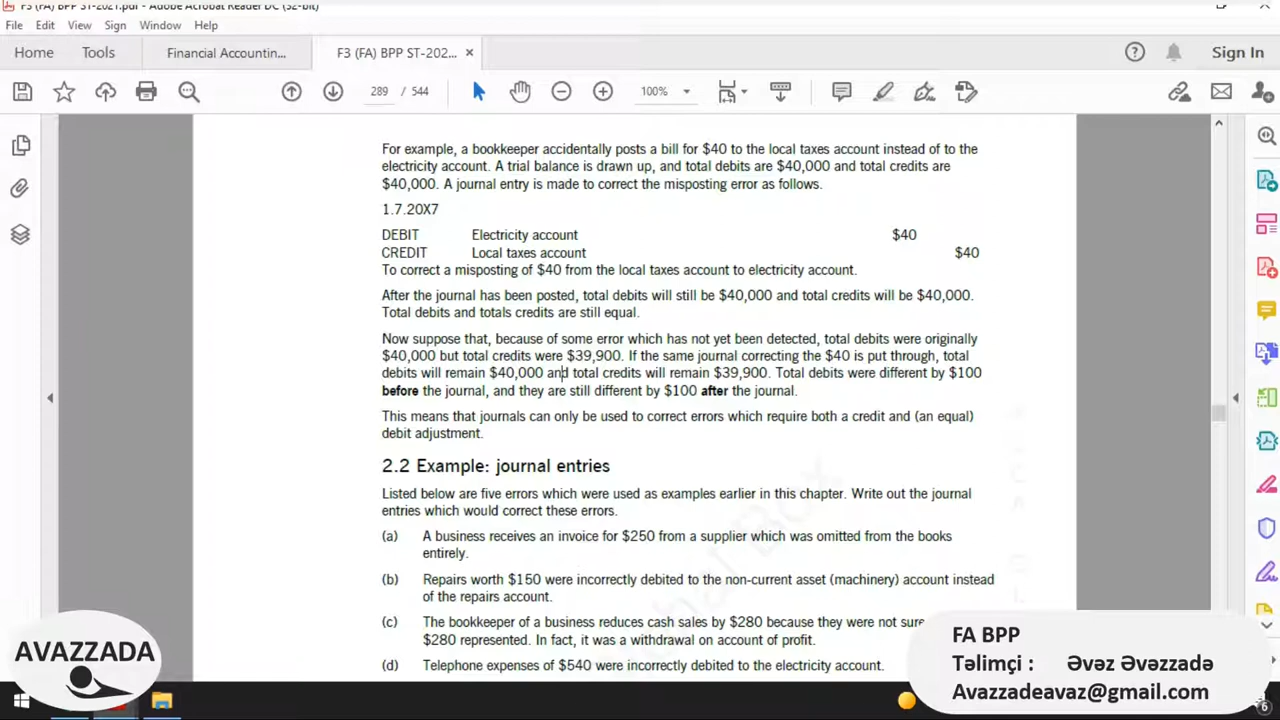 F3 (FA) BPP ST-2021.pdf - Adobe Acrobat Reader DC (32-bit)
File Edit View Sign Window Help
Home Tools Financial Accountin... F3 (FA) BPP ST-202... × Sign In
289 / 544 100%
For example, a bookkeeper accidentally posts a bill for $40 to the local taxes account instead of to the
electricity account. A trial balance is drawn up, and total debits are $40,000 and total credits are
$40,000. A journal entry is made to correct the misposting error as follows.
1.7.20X7
DEBIT Electricity account $40
CREDIT Local taxes account $40
To correct a misposting of $40 from the local taxes account to electricity account.
After the journal has been posted, total debits will still be $40,000 and total credits will be $40,000.
Total debits and totals credits are still equal.
Now suppose that, because of some error which has not yet been detected, total debits were originally
$40,000 but total credits were $39,900. If the same journal correcting the $40 is put through, total
debits will remain $40,000 and total credits will remain $39,900. Total debits were different by $100
before the journal, and they are still different by $100 after the journal.
This means that journals can only be used to correct errors which require both a credit and (an equal)
debit adjustment.
2.2 Example: journal entries
Listed below are five errors which were used as examples earlier in this chapter. Write out the journal
entries which would correct these errors.
(a) A business receives an invoice for $250 from a supplier which was omitted from the books
entirely.
(b) Repairs worth $150 were incorrectly debited to the non-current asset (machinery) account instead
of the repairs account.
(c) The bookkeeper of a business reduces cash sales by $280 because they were not sure
$280 represented. In fact, it was a withdrawal on account of profit.
(d) Telephone expenses of $540 were incorrectly debited to the electricity account.
AVAZZADA
FA BPP
Təlimçi : Əvəz Əvəzzadə
Avazzadeavaz@gmail.com
6